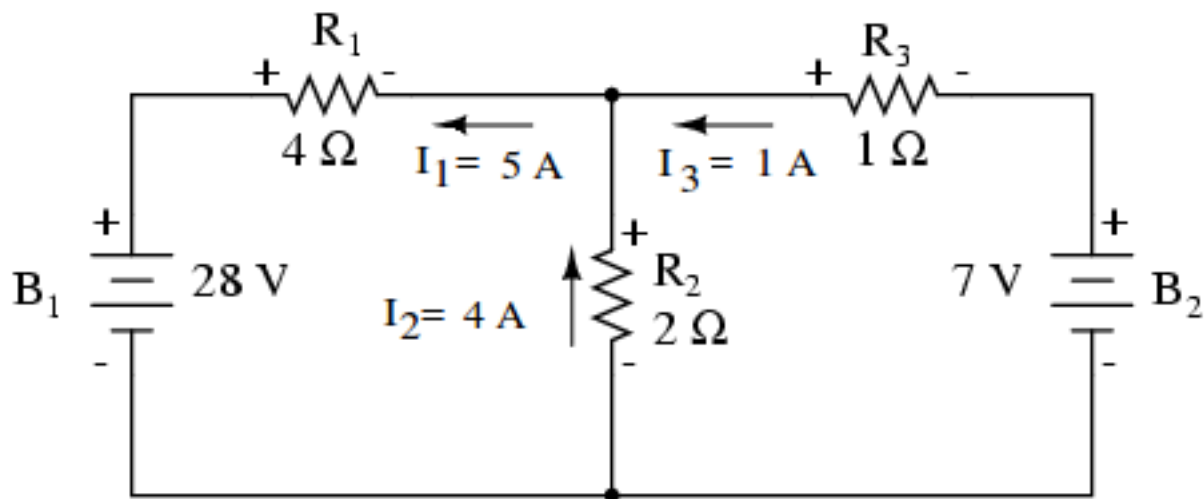 R₁
R₃
+ -
+ -
4 Ω
I₁= 5 A
I₃= 1 A
1 Ω
+
+
+
B₁
28 V
I₂= 4 A
R₂
2 Ω
7 V
B₂
-
-
-